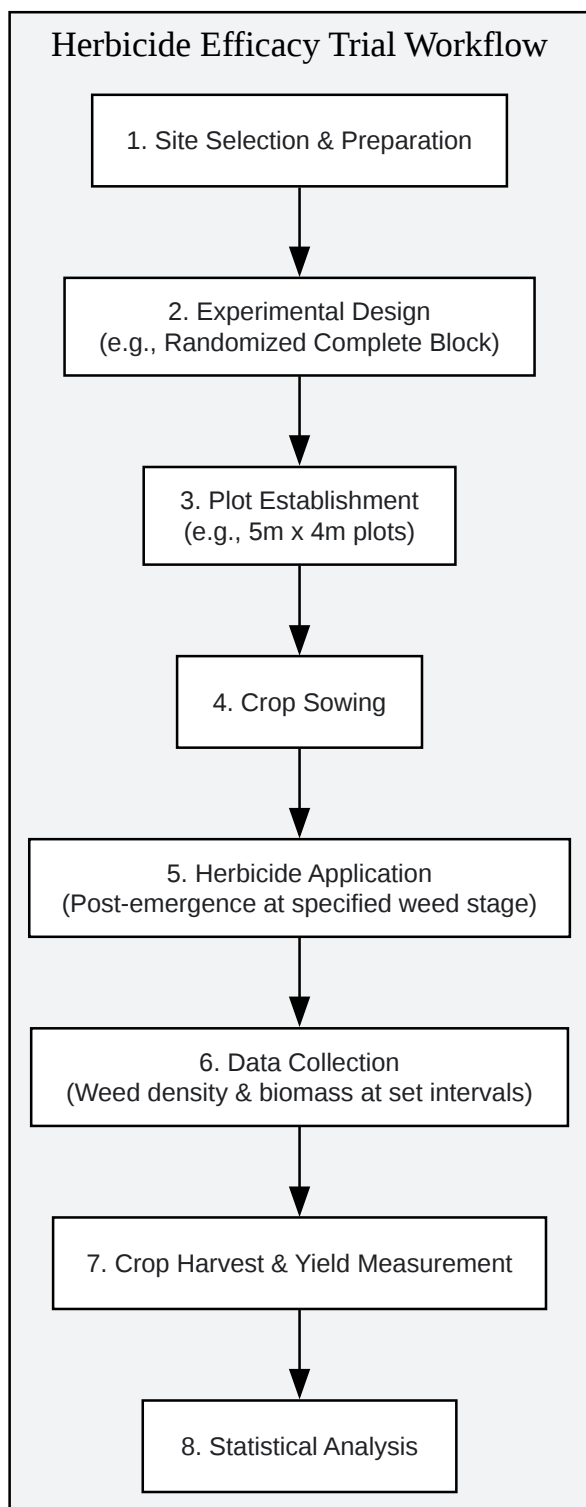 Herbicide Efficacy Trial Workflow
1. Site Selection & Preparation
2. Experimental Design
(e.g., Randomized Complete Block)
3. Plot Establishment
(e.g., 5m x 4m plots)
4. Crop Sowing
5. Herbicide Application
(Post-emergence at specified weed stage)
6. Data Collection
(Weed density & biomass at set intervals)
7. Crop Harvest & Yield Measurement
8. Statistical Analysis